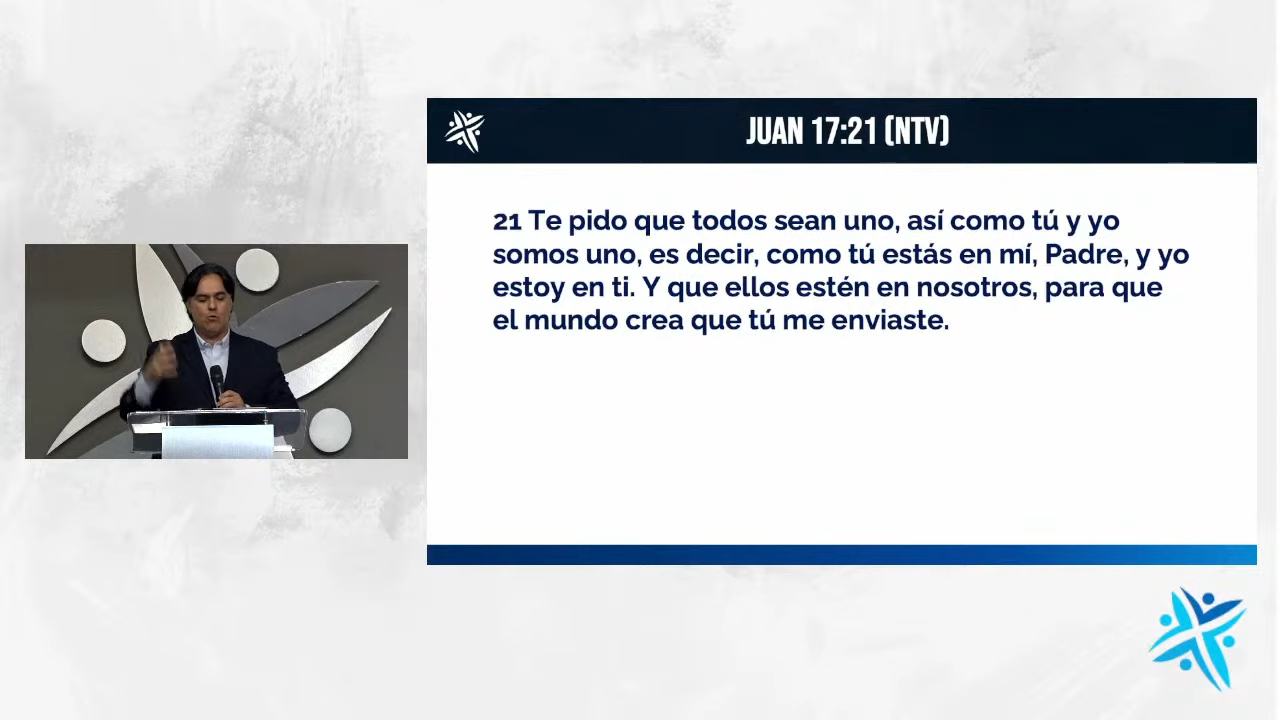 JUAN 17:21 (NTV)
21 Te pido que todos sean uno, así como tú y yo
somos uno, es decir, como tú estás en mí, Padre, y yo
estoy en ti. Y que ellos estén en nosotros, para que
el mundo crea que tú me enviaste.